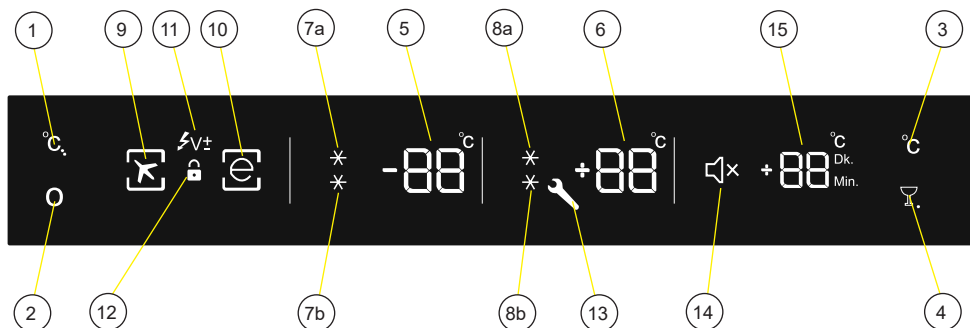 1 9 11 10 7a 5 8a 6 15 3
°C. V± °C °C °C °C
e -88 +88 +88 Dk.
O Min.
2 12 7b 8b 13 14 4